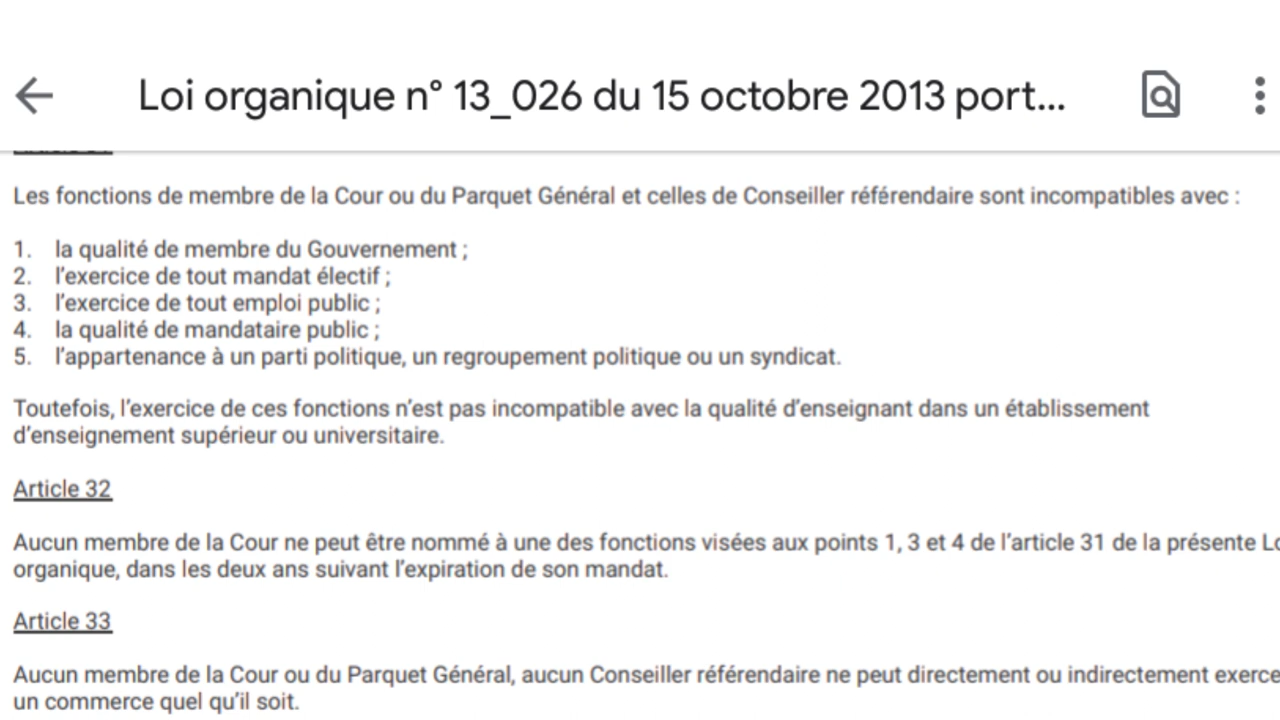 Loi organique n° 13_026 du 15 octobre 2013 port...
Les fonctions de membre de la Cour ou du Parquet Général et celles de Conseiller référendaire sont incompatibles avec :
1. la qualité de membre du Gouvernement ;
2. l'exercice de tout mandat électif ;
3. l'exercice de tout emploi public ;
4. la qualité de mandataire public ;
5. l'appartenance à un parti politique, un regroupement politique ou un syndicat.
Toutefois, l'exercice de ces fonctions n'est pas incompatible avec la qualité d'enseignant dans un établissement
d'enseignement supérieur ou universitaire.
Article 32
Aucun membre de la Cour ne peut être nommé à une des fonctions visées aux points 1, 3 et 4 de l'article 31 de la présente
organique, dans les deux ans suivant l'expiration de son mandat.
Article 33
Aucun membre de la Cour ou du Parquet Général, aucun Conseiller référendaire ne peut directement ou indirectement exerce
un commerce quel qu'il soit.